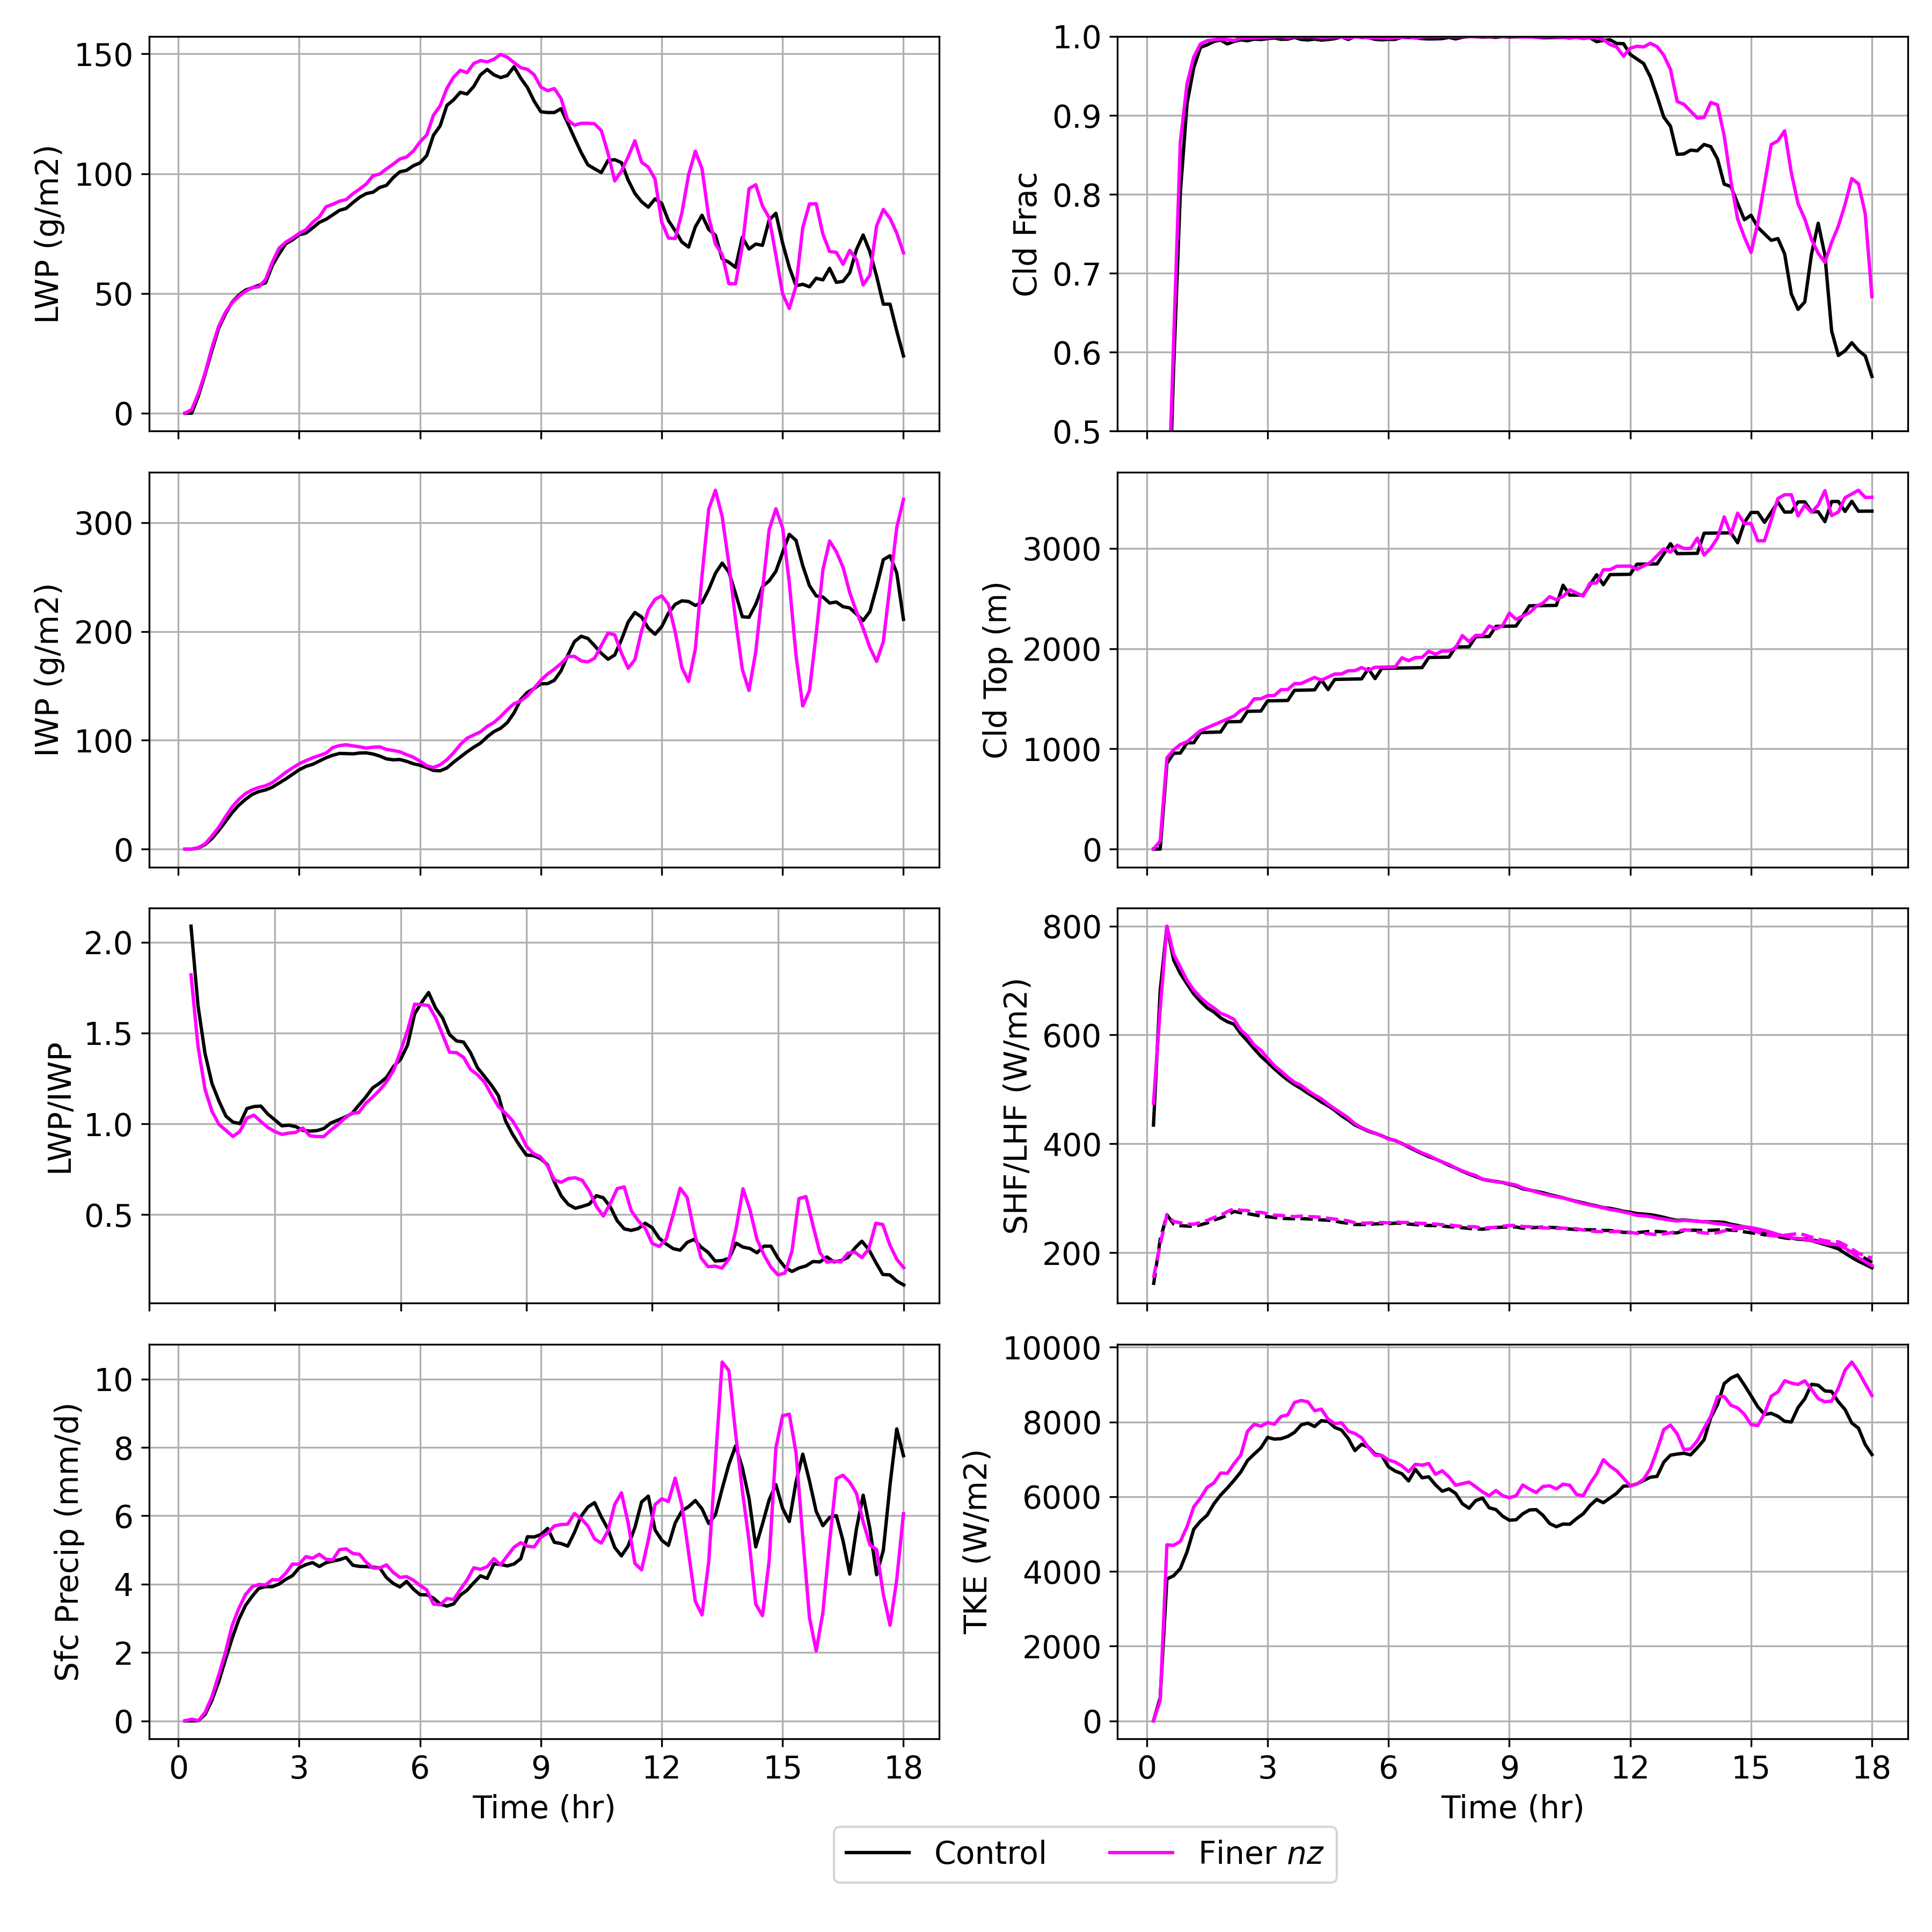 LWP (g/m2)
150
100
50
0
Cld Frac
1.0
0.9
0.8
0.7
0.6
0.5
IWP (g/m2)
300
200
100
0
Cld Top (m)
3000
2000
1000
0
LWP/IWP
2.0
1.5
1.0
0.5
SHF/LHF (W/m2)
800
600
400
200
Sfc Precip (mm/d)
10
8
6
4
2
0
0 3 6 9 12 15 18
Time (hr)
TKE (W/m2)
10000
8000
6000
4000
2000
0
0 3 6 9 12 15 18
Time (hr)
Control Finer nz